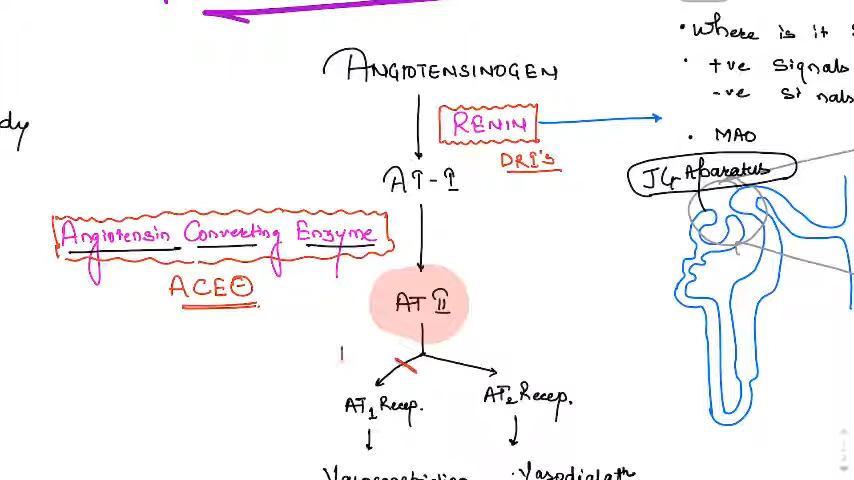 • Where is it
• +ve Signals
-ve
• MAO
ANGIOTENSINOGEN
dy
RENIN
DRI's
JG Aparatus
AT-I
Angiotensin Converting Enzyme
ACE⊖
AT II
AT1 Recep.
AT2 Recep.